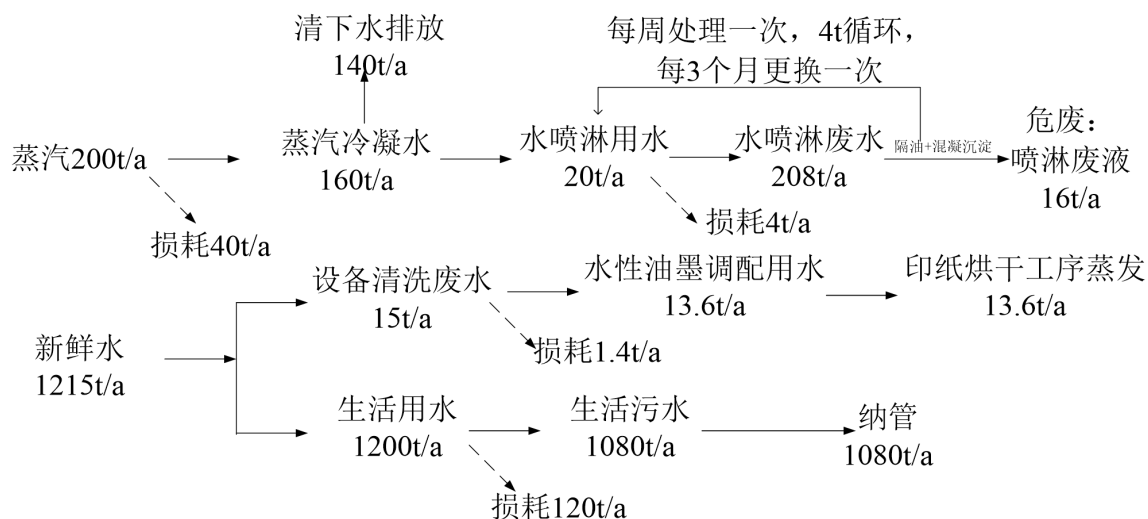 清下水排放
140t/a
每周处理一次，4t循环，
每3个月更换一次
蒸汽200t/a
蒸汽冷凝水
160t/a
水喷淋用水
20t/a
水喷淋废水
208t/a
隔油+混凝沉淀
危废：
喷淋废液
16t/a
损耗40t/a
损耗4t/a
设备清洗废水
15t/a
水性油墨调配用水
13.6t/a
印纸烘干工序蒸发
13.6t/a
新鲜水
1215t/a
损耗1.4t/a
生活用水
1200t/a
生活污水
1080t/a
纳管
1080t/a
损耗120t/a